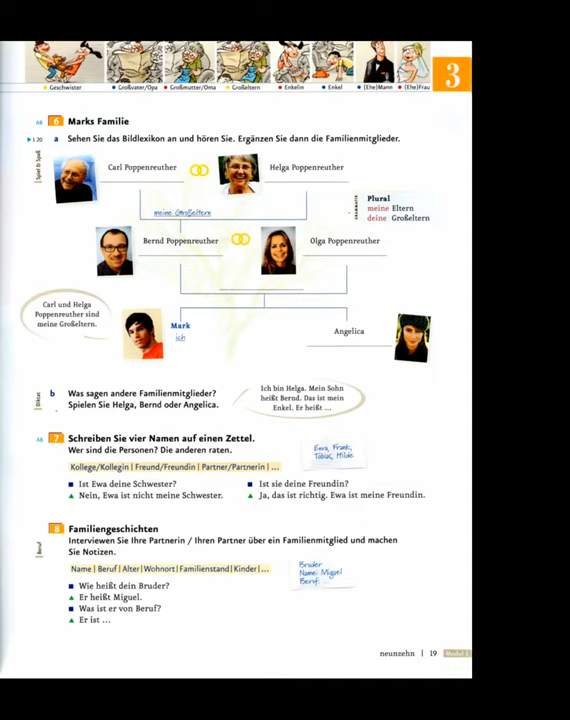 Geschwister
Großvater/Opa
Großmutter/Oma
Großeltern
Enkelin
Enkel
(Ehe)Mann
(Ehe)Frau
3
AB 6 Marks Familie
1 20 a Sehen Sie das Bildlexikon an und hören Sie. Ergänzen Sie dann die Familienmitglieder.
Spiel & Spaß
Carl Poppenreuther
Helga Poppenreuther
meine Großeltern
GRAMMATIK
Plural
meine Eltern
deine Großeltern
Bernd Poppenreuther
Olga Poppenreuther
Carl und Helga
Poppenreuther sind
meine Großeltern.
Mark
ich
Angelica
Diktat
b Was sagen andere Familienmitglieder?
Spielen Sie Helga, Bernd oder Angelica.
Ich bin Helga. Mein Sohn
heißt Bernd. Das ist mein
Enkel. Er heißt ...
AB 7 Schreiben Sie vier Namen auf einen Zettel.
Wer sind die Personen? Die anderen raten.
Ewa, Frank,
Tobias, Hilde
Kollege/Kollegin | Freund/Freundin | Partner/Partnerin | ...
Ist Ewa deine Schwester?
Nein, Ewa ist nicht meine Schwester.
Ist sie deine Freundin?
Ja, das ist richtig. Ewa ist meine Freundin.
8 Familiengeschichten
Beruf
Interviewen Sie Ihre Partnerin / Ihren Partner über ein Familienmitglied und machen
Sie Notizen.
Name | Beruf | Alter | Wohnort | Familienstand | Kinder | ...
Bruder
Name: Miguel
Beruf: ...
Wie heißt dein Bruder?
Er heißt Miguel.
Was ist er von Beruf?
Er ist ...
neunzehn | 19 Modul 1